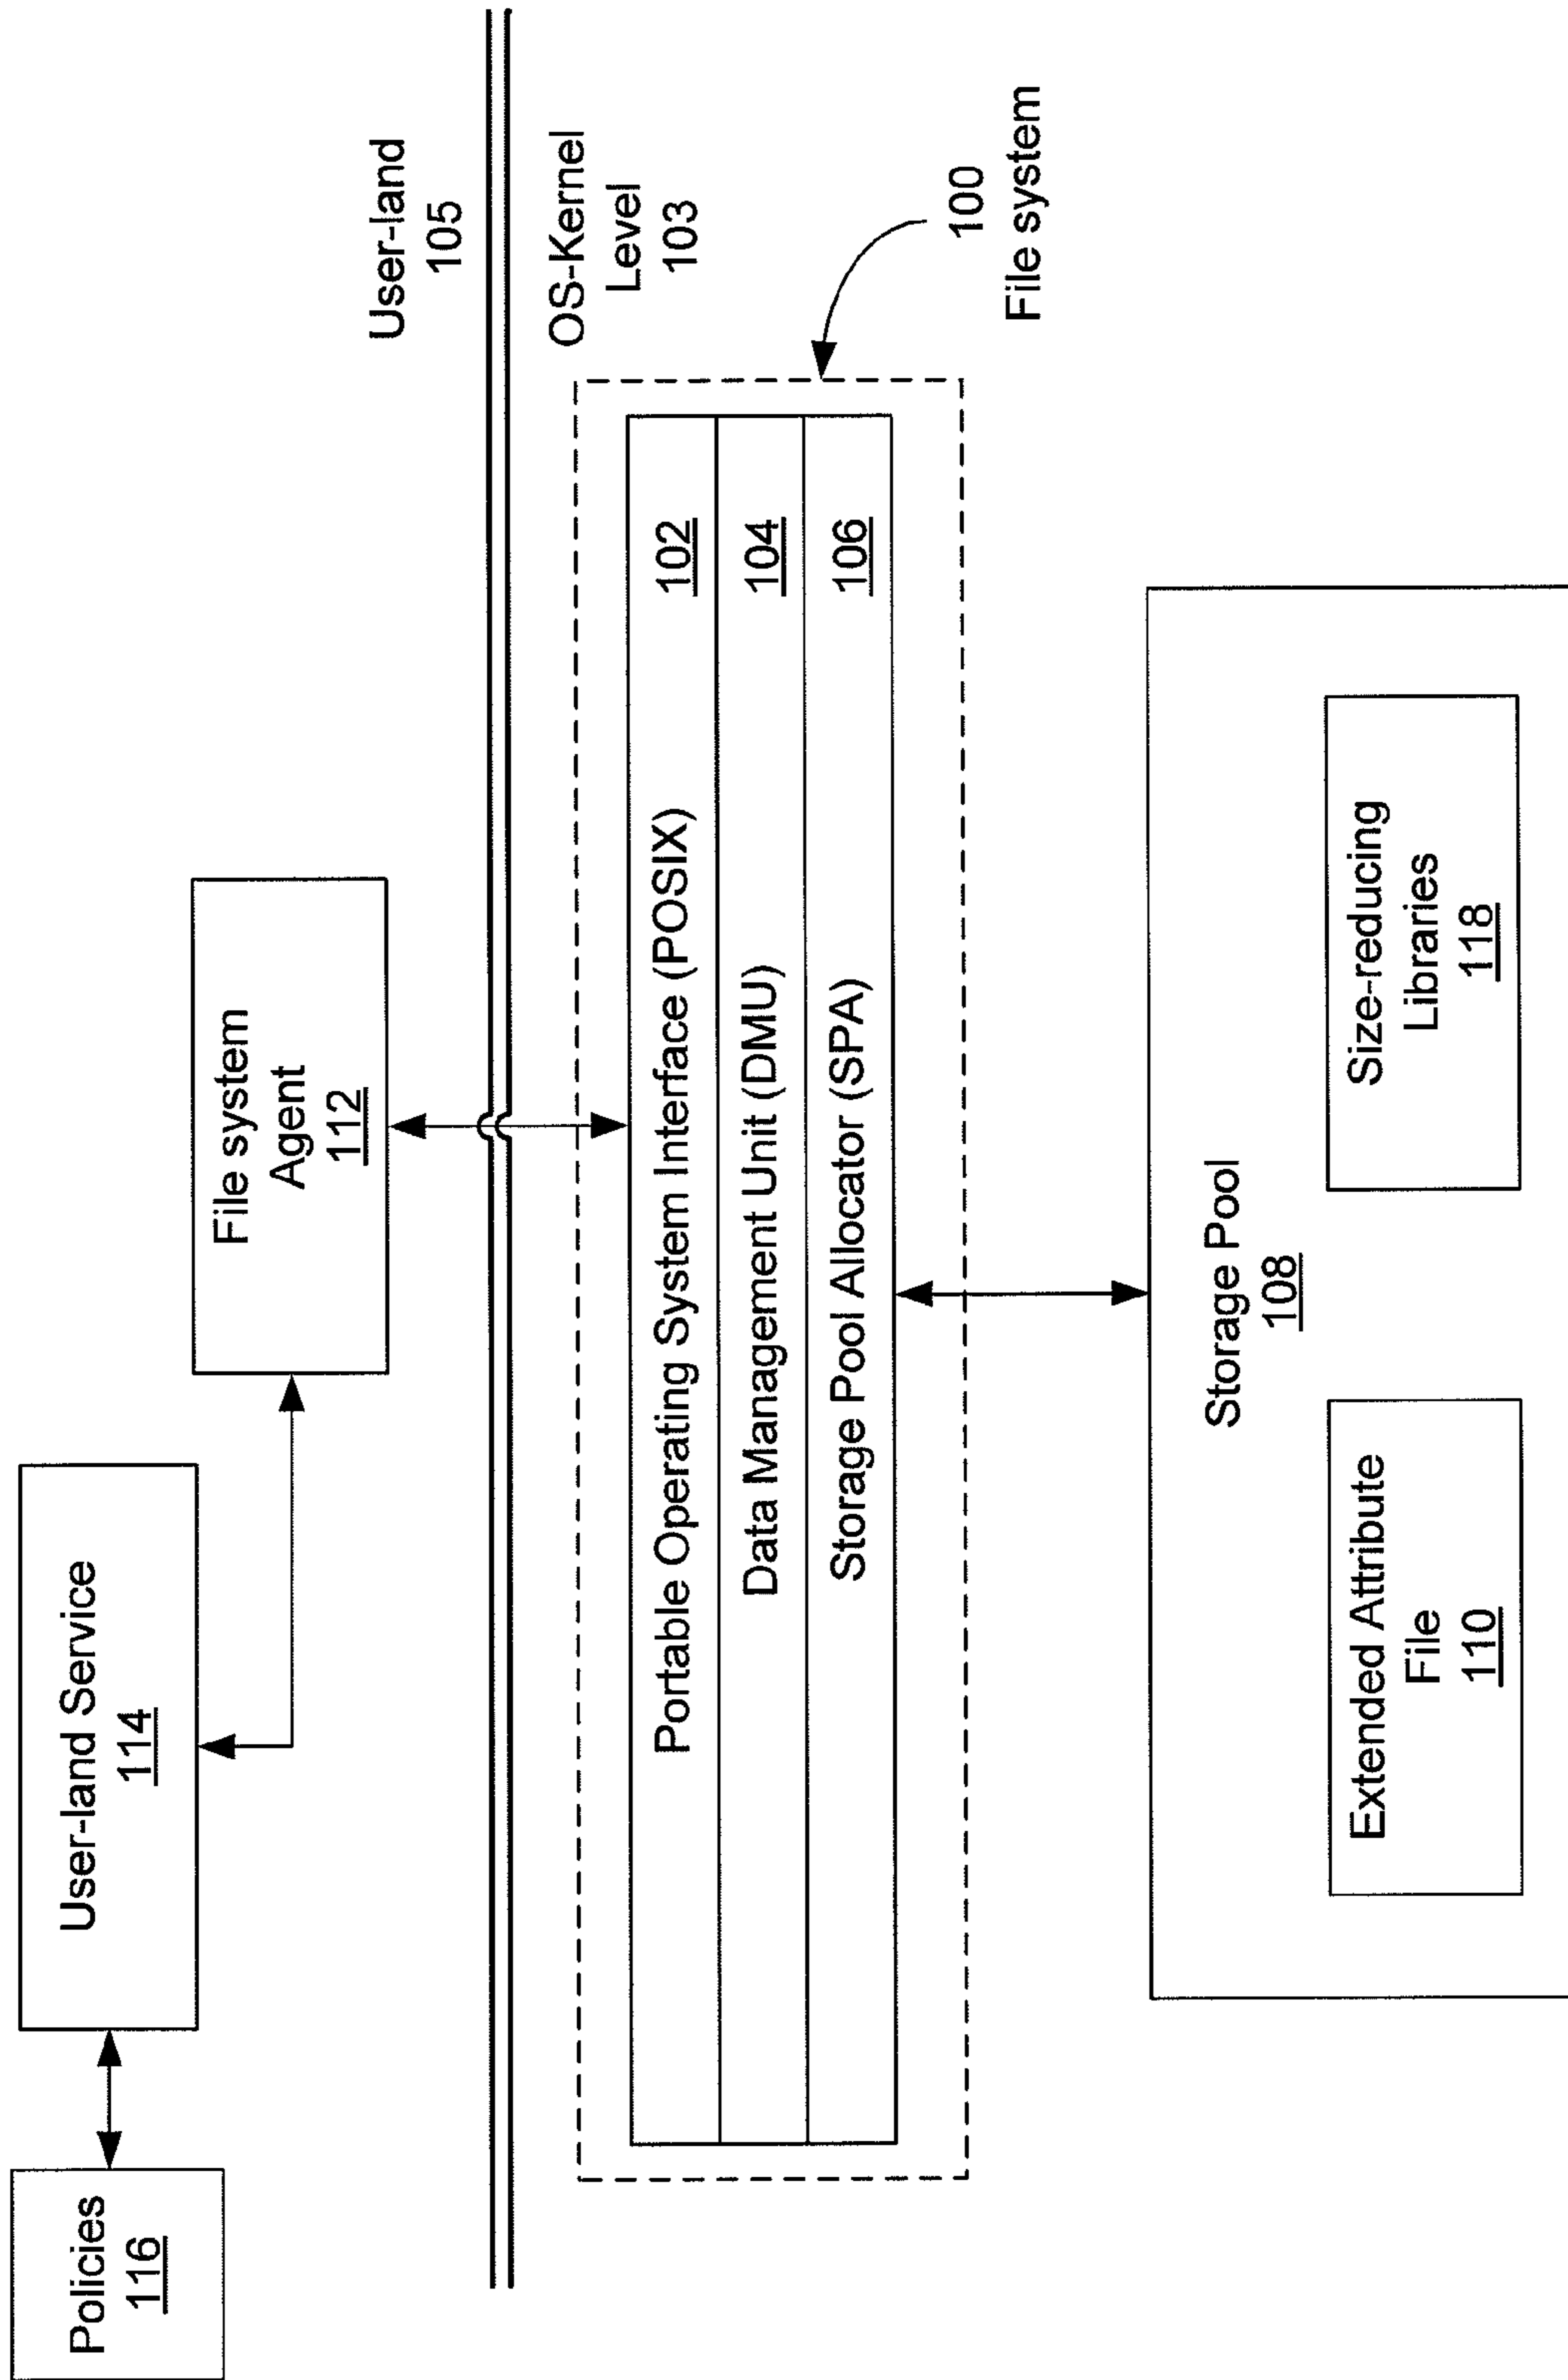 Policies
116
User-land Service
114
File system
Agent
112
User-land
105
OS-Kernel
Level
103
100
File system
Portable Operating System Interface (POSIX)
102
Data Management Unit (DMU)
104
Storage Pool Allocator (SPA)
106
Storage Pool
108
Extended Attribute
File
110
Size-reducing
Libraries
118